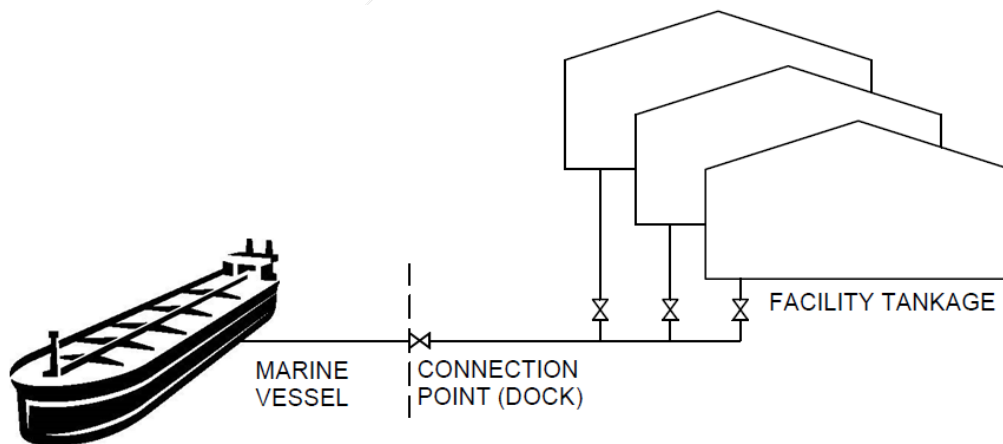 FACILITY TANKAGE
MARINE
VESSEL
CONNECTION
POINT (DOCK)